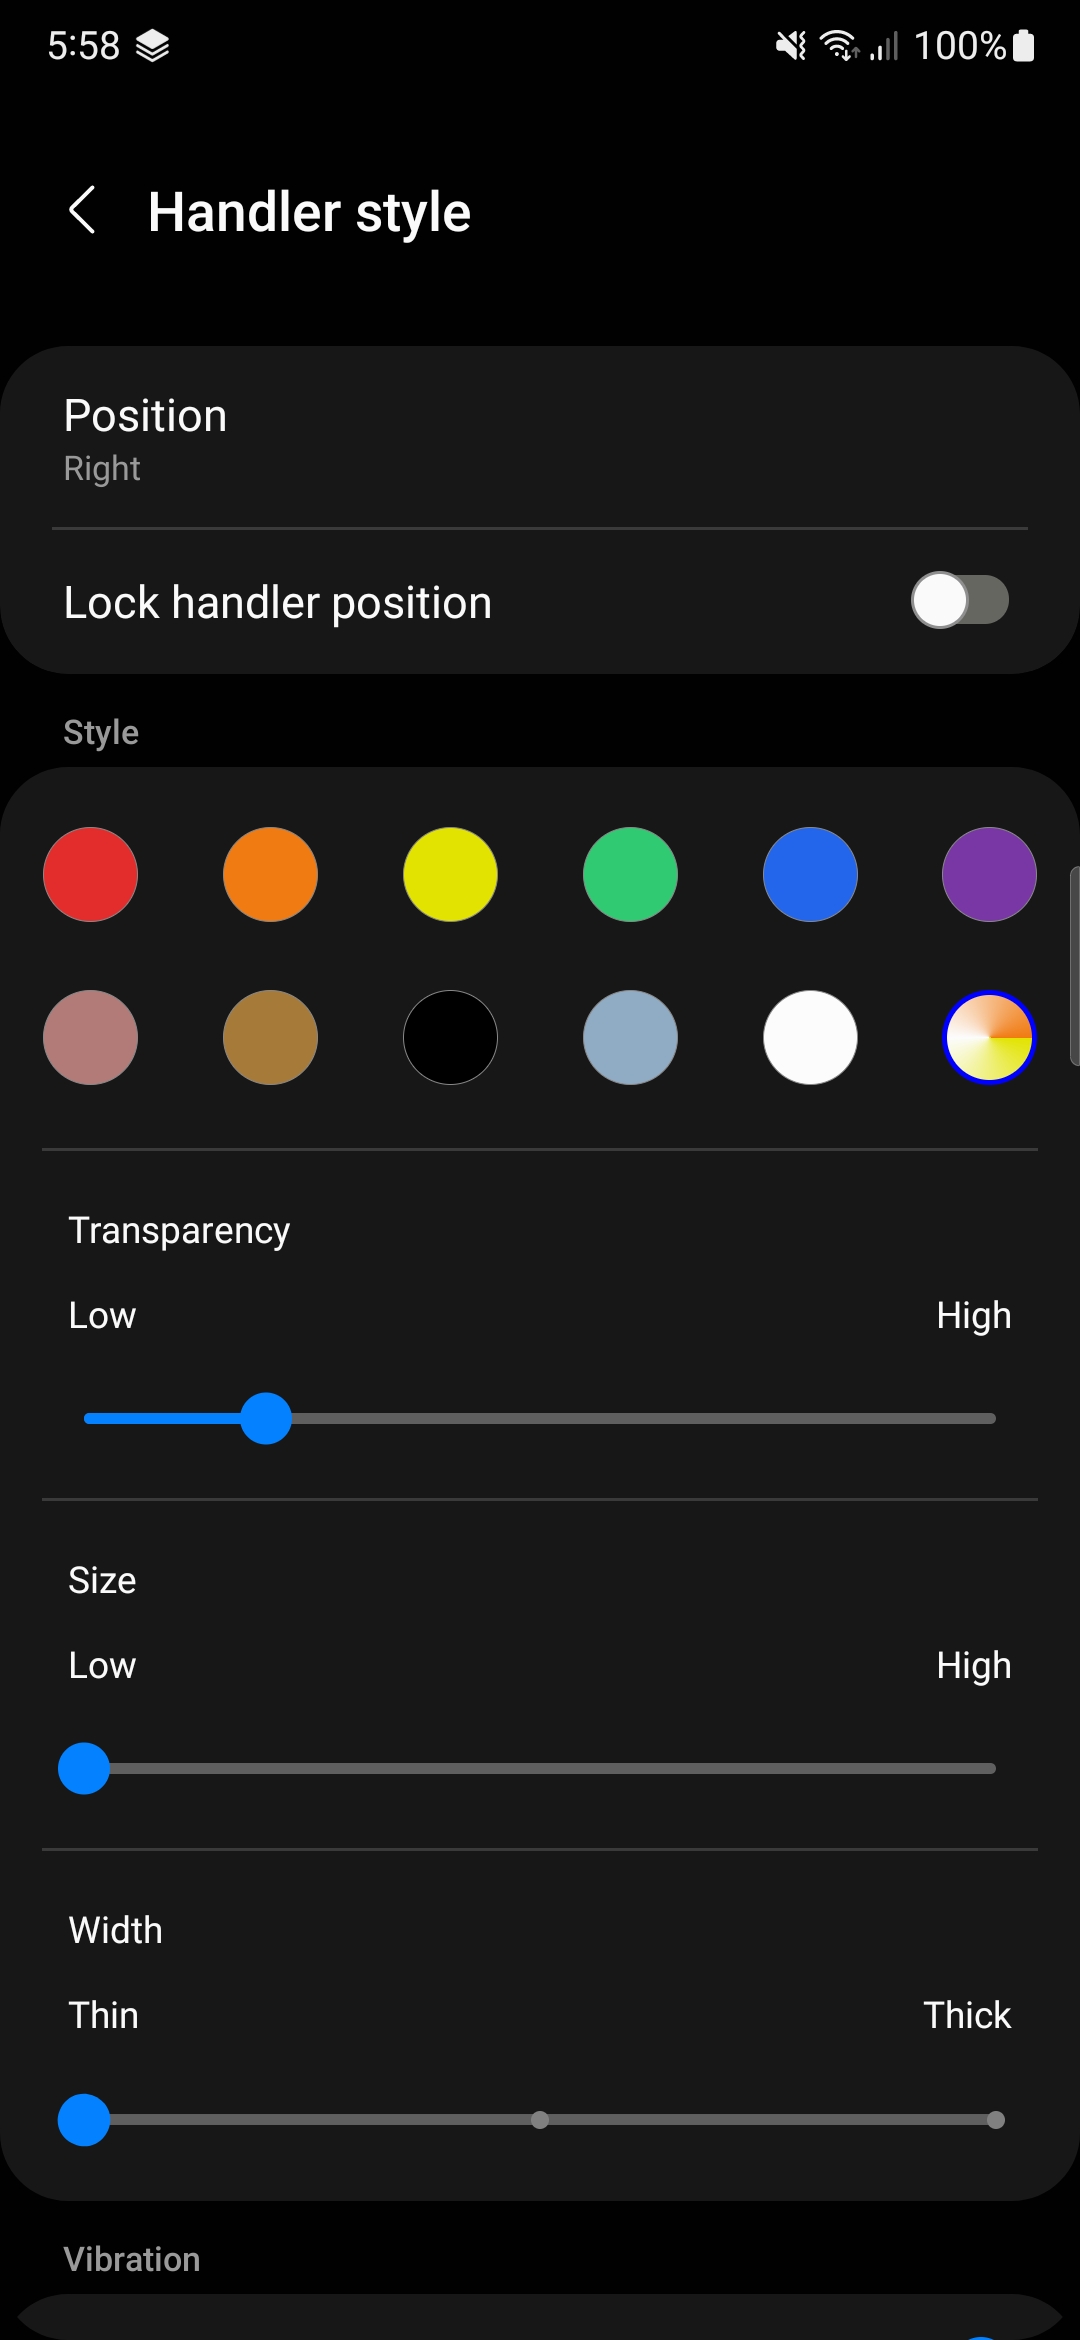 5:58 100%
Handler style
Position
Right
Lock handler position
Style
Transparency
Low High
Size
Low High
Width
Thin Thick
Vibration